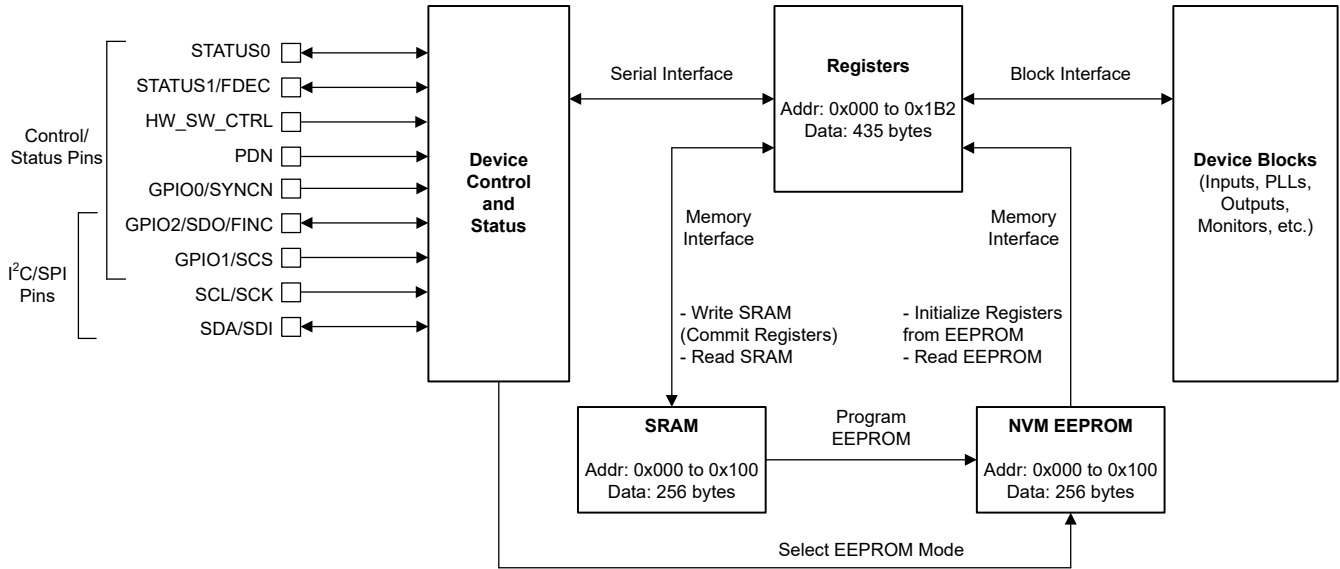 STATUS0
STATUS1/FDEC
HW_SW_CTRL
PDN
GPIO0/SYNCN
GPIO2/SDO/FINC
GPIO1/SCS
SCL/SCK
SDA/SDI
Control/
Status Pins
I²C/SPI
Pins
Device
Control
and
Status
Serial Interface
Registers
Addr: 0x000 to 0x1B2
Data: 435 bytes
Block Interface
Device Blocks
(Inputs, PLLs,
Outputs,
Monitors, etc.)
Memory
Interface
Memory
Interface
- Write SRAM
(Commit Registers)
- Read SRAM
- Initialize Registers
from EEPROM
- Read EEPROM
SRAM
Addr: 0x000 to 0x100
Data: 256 bytes
Program
EEPROM
NVM EEPROM
Addr: 0x000 to 0x100
Data: 256 bytes
Select EEPROM Mode